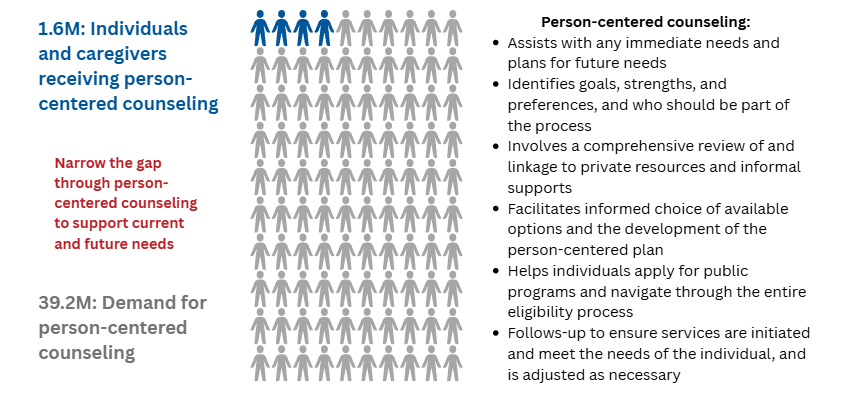 1.6M: Individuals
and caregivers
receiving person-
centered counseling
Narrow the gap
through person-
centered counseling
to support current
and future needs
39.2M: Demand for
person-centered
counseling
Person-centered counseling:
• Assists with any immediate needs and
plans for future needs
• Identifies goals, strengths, and
preferences, and who should be part of
the process
• Involves a comprehensive review of and
linkage to private resources and informal
supports
• Facilitates informed choice of available
options and the development of the
person-centered plan
• Helps individuals apply for public
programs and navigate through the entire
eligibility process
• Follows-up to ensure services are initiated
and meet the needs of the individual, and
is adjusted as necessary